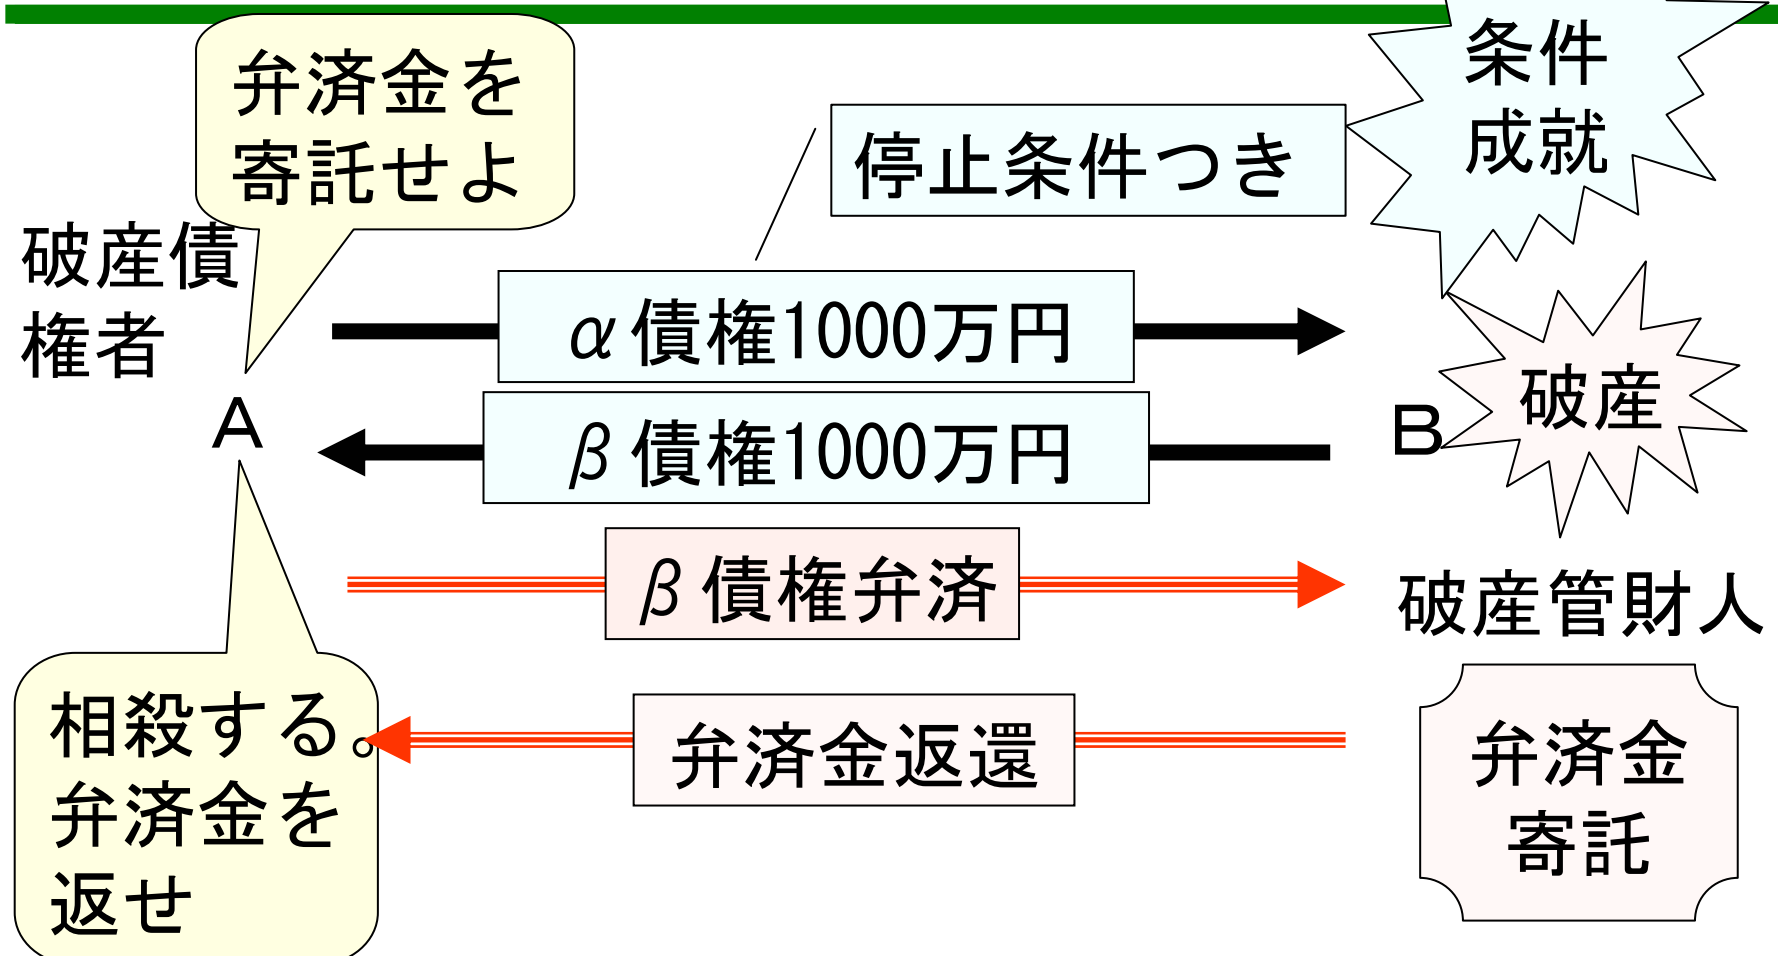 弁済金を
寄託せよ
条件
成就
停止条件つき
破産債
権者
α債権1000万円
破産
A
β債権1000万円
B
β債権弁済
破産管財人
相殺する。
弁済金を
返せ
弁済金返還
弁済金
寄託